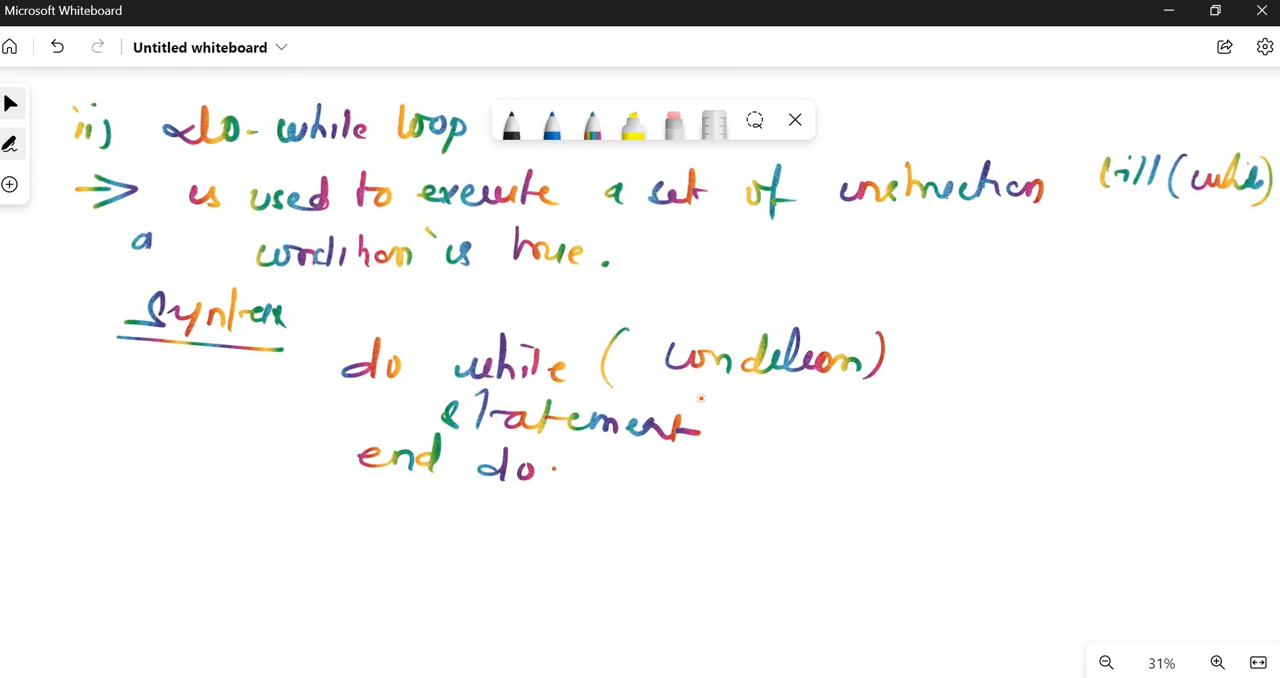 Microsoft Whiteboard
Untitled whiteboard
ii) do-while loop
⇒ is used to execute a set of instruction till (while)
a condition is true.
Syntax
do while ( condition)
statement
end do.
31%